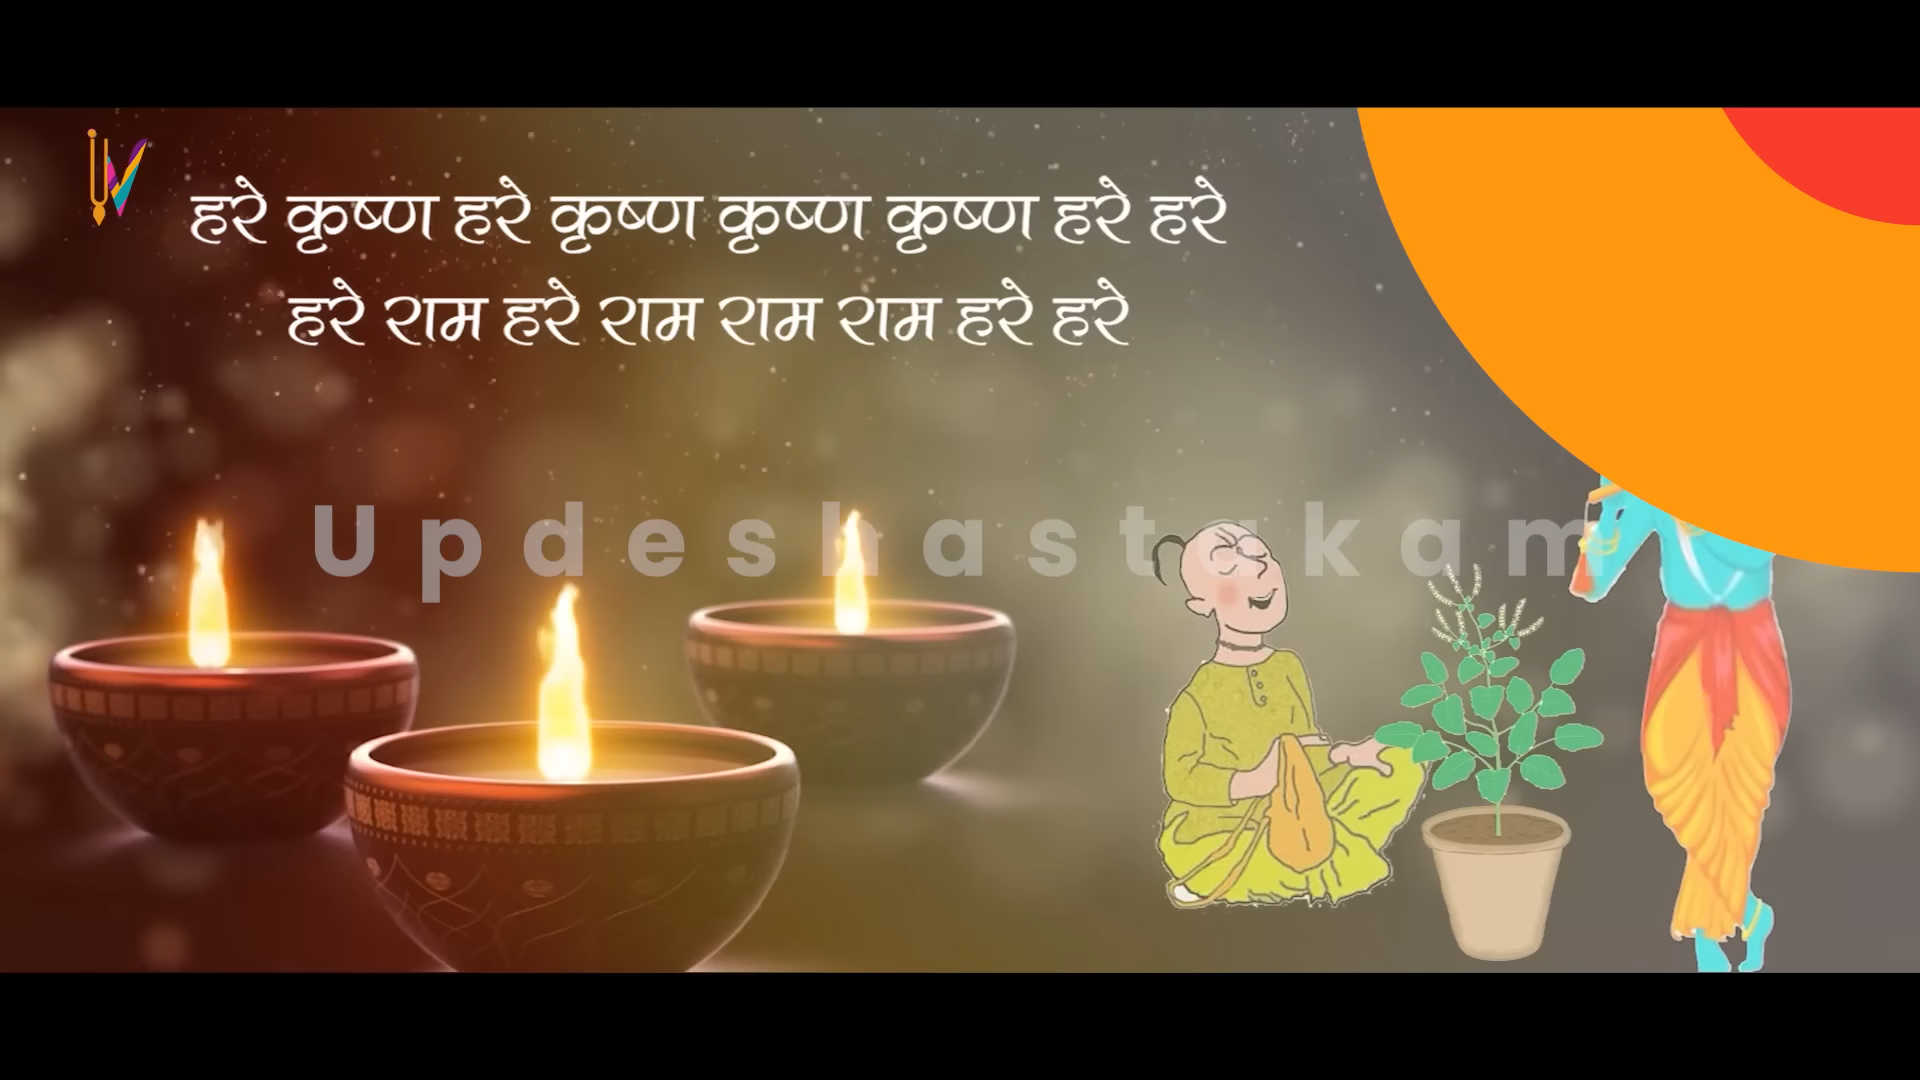 हरे कृष्ण हरे कृष्ण कृष्ण कृष्ण हरे हरे
हरे राम हरे राम राम राम हरे हरे
Updeshastakam